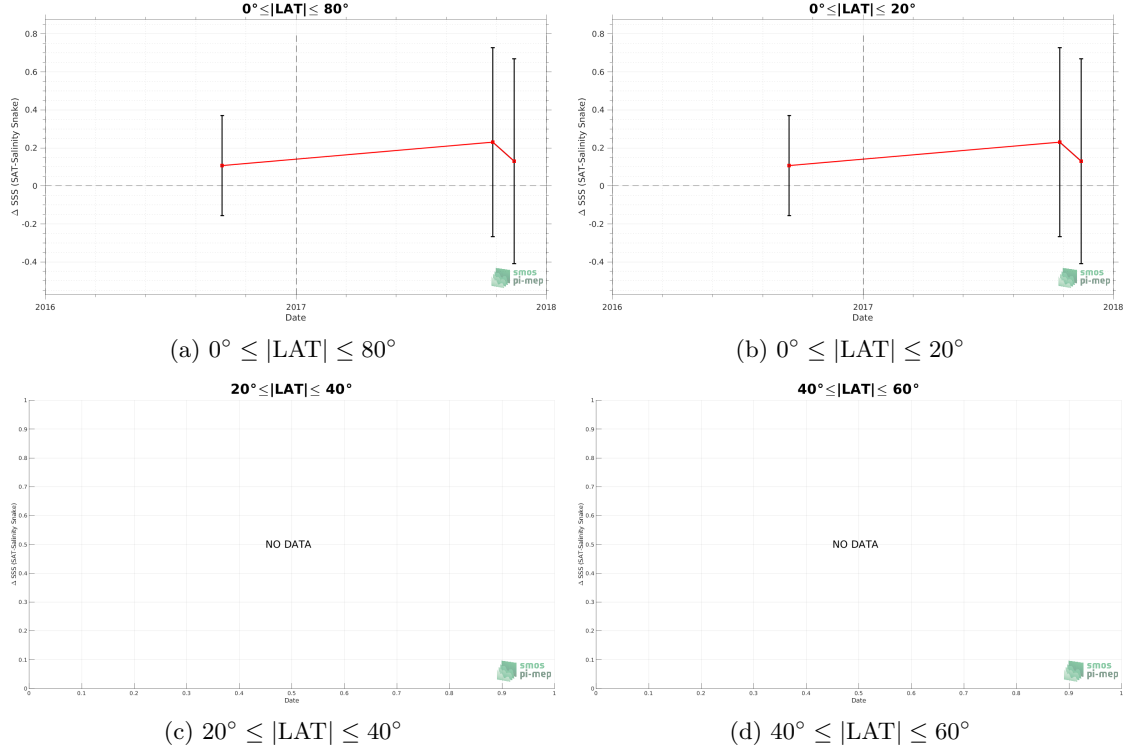 0°≤|LAT|≤ 80°
0.8
0.6
0.4
0.2
0
-0.2
-0.4
Δ SSS (SAT-Salinity Snake)
2016
2017
2018
Date
smos
pi-mep
(a) 0° ≤ |LAT| ≤ 80°
0°≤|LAT|≤ 20°
0.8
0.6
0.4
0.2
0
-0.2
-0.4
Δ SSS (SAT-Salinity Snake)
2016
2017
2018
Date
smos
pi-mep
(b) 0° ≤ |LAT| ≤ 20°
20°≤|LAT|≤ 40°
1
0.9
0.8
0.7
0.6
0.5
0.4
0.3
0.2
0.1
0
Δ SSS (SAT-Salinity Snake)
NO DATA
0
0.1
0.2
0.3
0.4
0.5
0.6
0.7
0.8
0.9
1
Date
smos
pi-mep
(c) 20° ≤ |LAT| ≤ 40°
40°≤|LAT|≤ 60°
1
0.9
0.8
0.7
0.6
0.5
0.4
0.3
0.2
0.1
0
Δ SSS (SAT-Salinity Snake)
NO DATA
0
0.1
0.2
0.3
0.4
0.5
0.6
0.7
0.8
0.9
1
Date
smos
pi-mep
(d) 40° ≤ |LAT| ≤ 60°